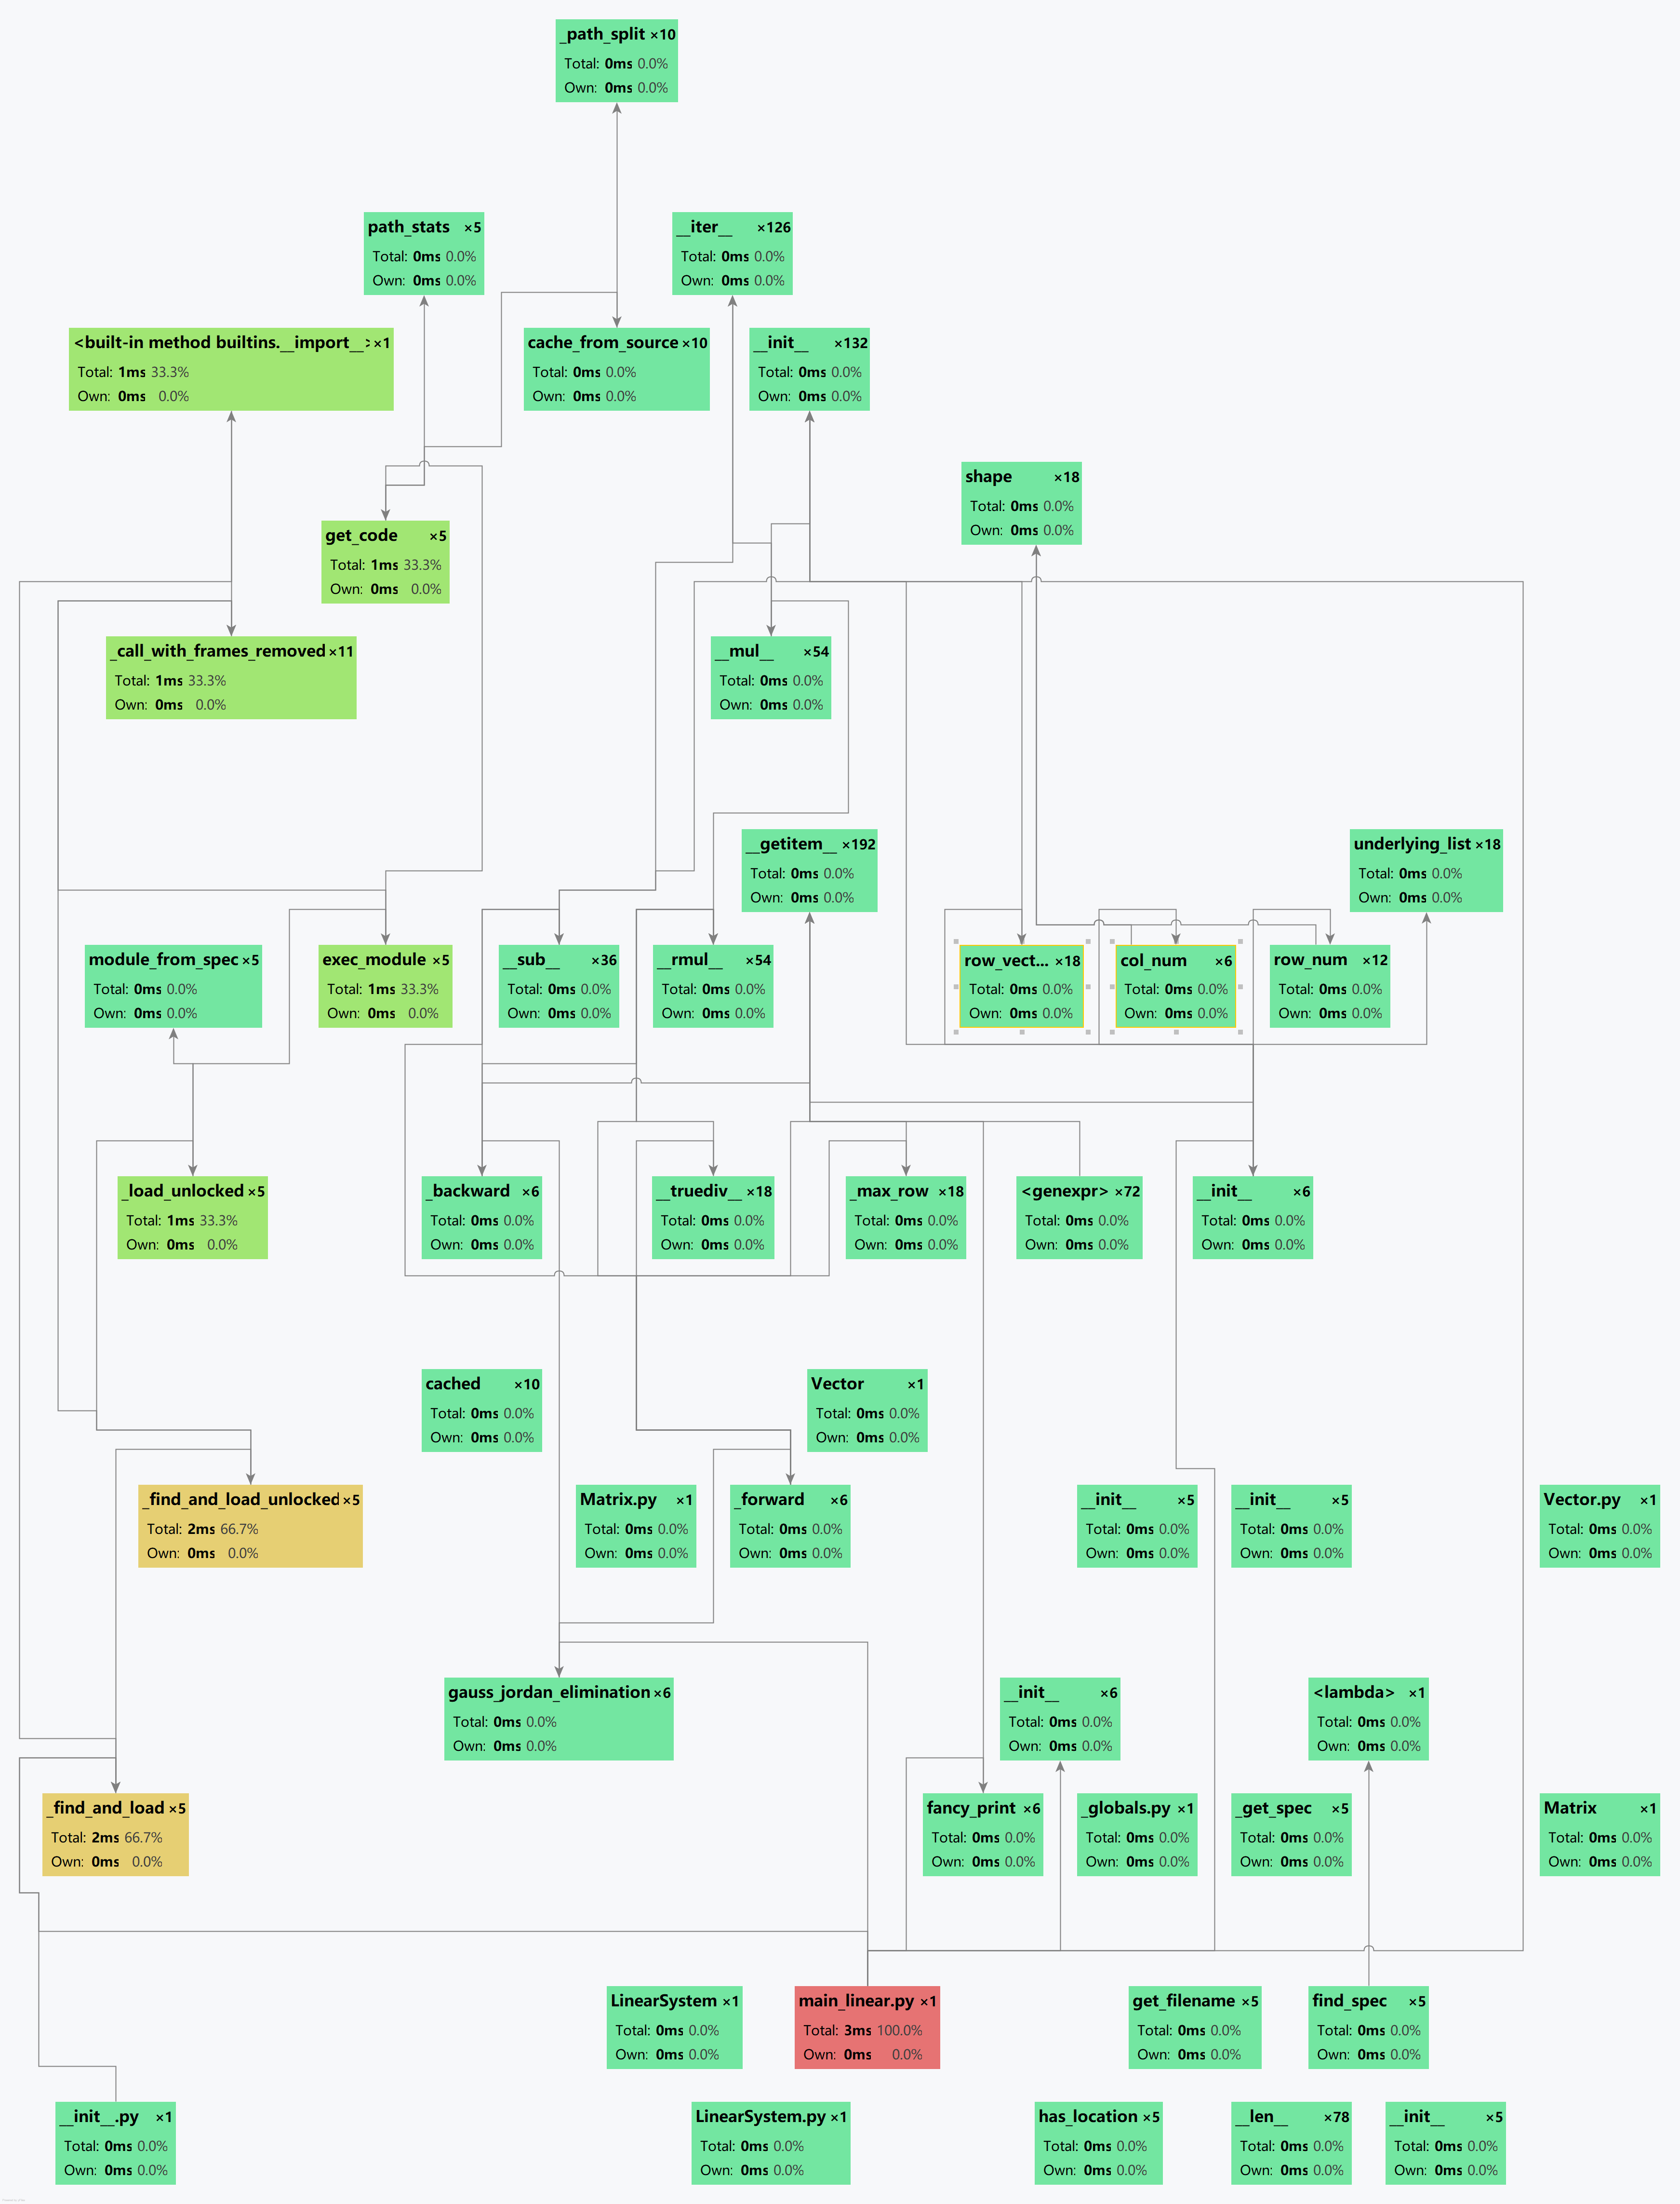 _path_split ×10
Total: 0ms 0.0%
Own: 0ms 0.0%
path_stats ×5
Total: 0ms 0.0%
Own: 0ms 0.0%
__iter__ ×126
Total: 0ms 0.0%
Own: 0ms 0.0%
<built-in method builtins.__import__> ×1
Total: 1ms 33.3%
Own: 0ms 0.0%
cache_from_source ×10
Total: 0ms 0.0%
Own: 0ms 0.0%
__init__ ×132
Total: 0ms 0.0%
Own: 0ms 0.0%
shape ×18
Total: 0ms 0.0%
Own: 0ms 0.0%
get_code ×5
Total: 1ms 33.3%
Own: 0ms 0.0%
_call_with_frames_removed ×11
Total: 1ms 33.3%
Own: 0ms 0.0%
__mul__ ×54
Total: 0ms 0.0%
Own: 0ms 0.0%
__getitem__ ×192
Total: 0ms 0.0%
Own: 0ms 0.0%
underlying_list ×18
Total: 0ms 0.0%
Own: 0ms 0.0%
module_from_spec ×5
Total: 0ms 0.0%
Own: 0ms 0.0%
exec_module ×5
Total: 1ms 33.3%
Own: 0ms 0.0%
__sub__ ×36
Total: 0ms 0.0%
Own: 0ms 0.0%
__rmul__ ×54
Total: 0ms 0.0%
Own: 0ms 0.0%
row_vect... ×18
Total: 0ms 0.0%
Own: 0ms 0.0%
col_num ×6
Total: 0ms 0.0%
Own: 0ms 0.0%
row_num ×12
Total: 0ms 0.0%
Own: 0ms 0.0%
_load_unlocked ×5
Total: 1ms 33.3%
Own: 0ms 0.0%
_backward ×6
Total: 0ms 0.0%
Own: 0ms 0.0%
__truediv__ ×18
Total: 0ms 0.0%
Own: 0ms 0.0%
_max_row ×18
Total: 0ms 0.0%
Own: 0ms 0.0%
<genexpr> ×72
Total: 0ms 0.0%
Own: 0ms 0.0%
__init__ ×6
Total: 0ms 0.0%
Own: 0ms 0.0%
cached ×10
Total: 0ms 0.0%
Own: 0ms 0.0%
Vector ×1
Total: 0ms 0.0%
Own: 0ms 0.0%
_find_and_load_unlocked ×5
Total: 2ms 66.7%
Own: 0ms 0.0%
Matrix.py ×1
Total: 0ms 0.0%
Own: 0ms 0.0%
_forward ×6
Total: 0ms 0.0%
Own: 0ms 0.0%
__init__ ×5
Total: 0ms 0.0%
Own: 0ms 0.0%
__init__ ×5
Total: 0ms 0.0%
Own: 0ms 0.0%
Vector.py ×1
Total: 0ms 0.0%
Own: 0ms 0.0%
gauss_jordan_elimination ×6
Total: 0ms 0.0%
Own: 0ms 0.0%
__init__ ×6
Total: 0ms 0.0%
Own: 0ms 0.0%
<lambda> ×1
Total: 0ms 0.0%
Own: 0ms 0.0%
_find_and_load ×5
Total: 2ms 66.7%
Own: 0ms 0.0%
fancy_print ×6
Total: 0ms 0.0%
Own: 0ms 0.0%
_globals.py ×1
Total: 0ms 0.0%
Own: 0ms 0.0%
_get_spec ×5
Total: 0ms 0.0%
Own: 0ms 0.0%
Matrix ×1
Total: 0ms 0.0%
Own: 0ms 0.0%
LinearSystem ×1
Total: 0ms 0.0%
Own: 0ms 0.0%
main_linear.py ×1
Total: 3ms 100.0%
Own: 0ms 0.0%
get_filename ×5
Total: 0ms 0.0%
Own: 0ms 0.0%
find_spec ×5
Total: 0ms 0.0%
Own: 0ms 0.0%
__init__.py ×1
Total: 0ms 0.0%
Own: 0ms 0.0%
LinearSystem.py ×1
Total: 0ms 0.0%
Own: 0ms 0.0%
has_location ×5
Total: 0ms 0.0%
Own: 0ms 0.0%
__len__ ×78
Total: 0ms 0.0%
Own: 0ms 0.0%
__init__ ×5
Total: 0ms 0.0%
Own: 0ms 0.0%